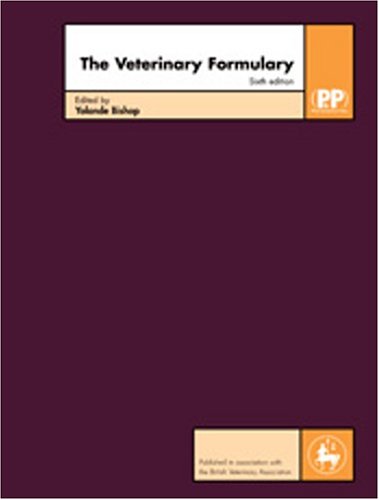 The Veterinary Formulary
Sixth edition
Edited by
Yolande Bishop
(PP)
Published in association with
the British Veterinary Association